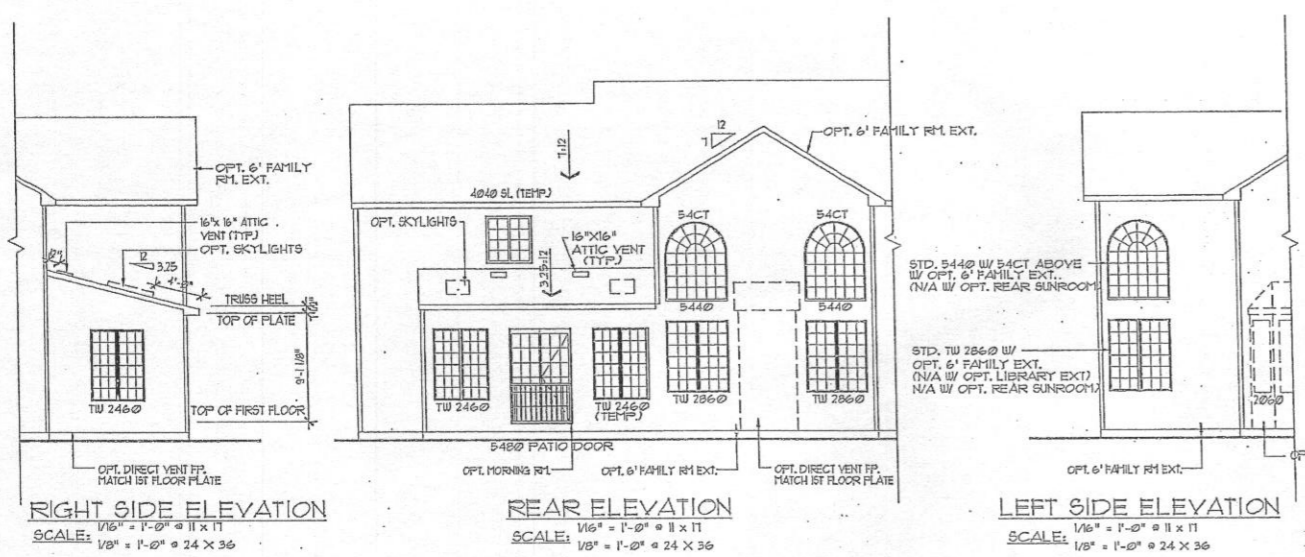 OPT. 6' FAMILY
RM. EXT.
16"x 16" ATTIC
VENT (TYP.)
OPT. SKYLIGHTS
12"
12
3.25
4'-0"
TRUSS HEEL
TOP OF PLATE
9'-1 1/8"
TW 2460
TOP OF FIRST FLOOR
OPT. DIRECT VENT FP.
MATCH 1ST FLOOR PLATE
RIGHT SIDE ELEVATION
SCALE: 1/16" = 1'-0" @ 11 x 17
1/8" = 1'-0" @ 24 X 36
7:12
12
7
OPT. 6' FAMILY RM. EXT.
4040 SL. (TEMP.)
OPT. SKYLIGHTS
16"X16"
ATTIC VENT
(TYP.)
3.25:12
54CT
54CT
5440
5440
TW 2460
TW 2460
(TEMP.)
TW 2860
TW 2860
5480 PATIO DOOR
OPT. MORNING RM.
OPT. 6' FAMILY RM EXT.
OPT. DIRECT VENT FP.
MATCH 1ST FLOOR PLATE
REAR ELEVATION
SCALE: 1/16" = 1'-0" @ 11 x 17
1/8" = 1'-0" @ 24 X 36
STD. 5440 W/ 54CT ABOVE
W/ OPT. 6' FAMILY EXT.
(N/A W/ OPT. REAR SUNROOM)
STD. TW 2860 W/
OPT. 6' FAMILY EXT.
(N/A W/ OPT. LIBRARY EXT)
N/A W/ OPT. REAR SUNROOM)
2060
OPT. 6' FAMILY RM EXT.
LEFT SIDE ELEVATION
SCALE: 1/16" = 1'-0" @ 11 x 17
1/8" = 1'-0" @ 24 X 36